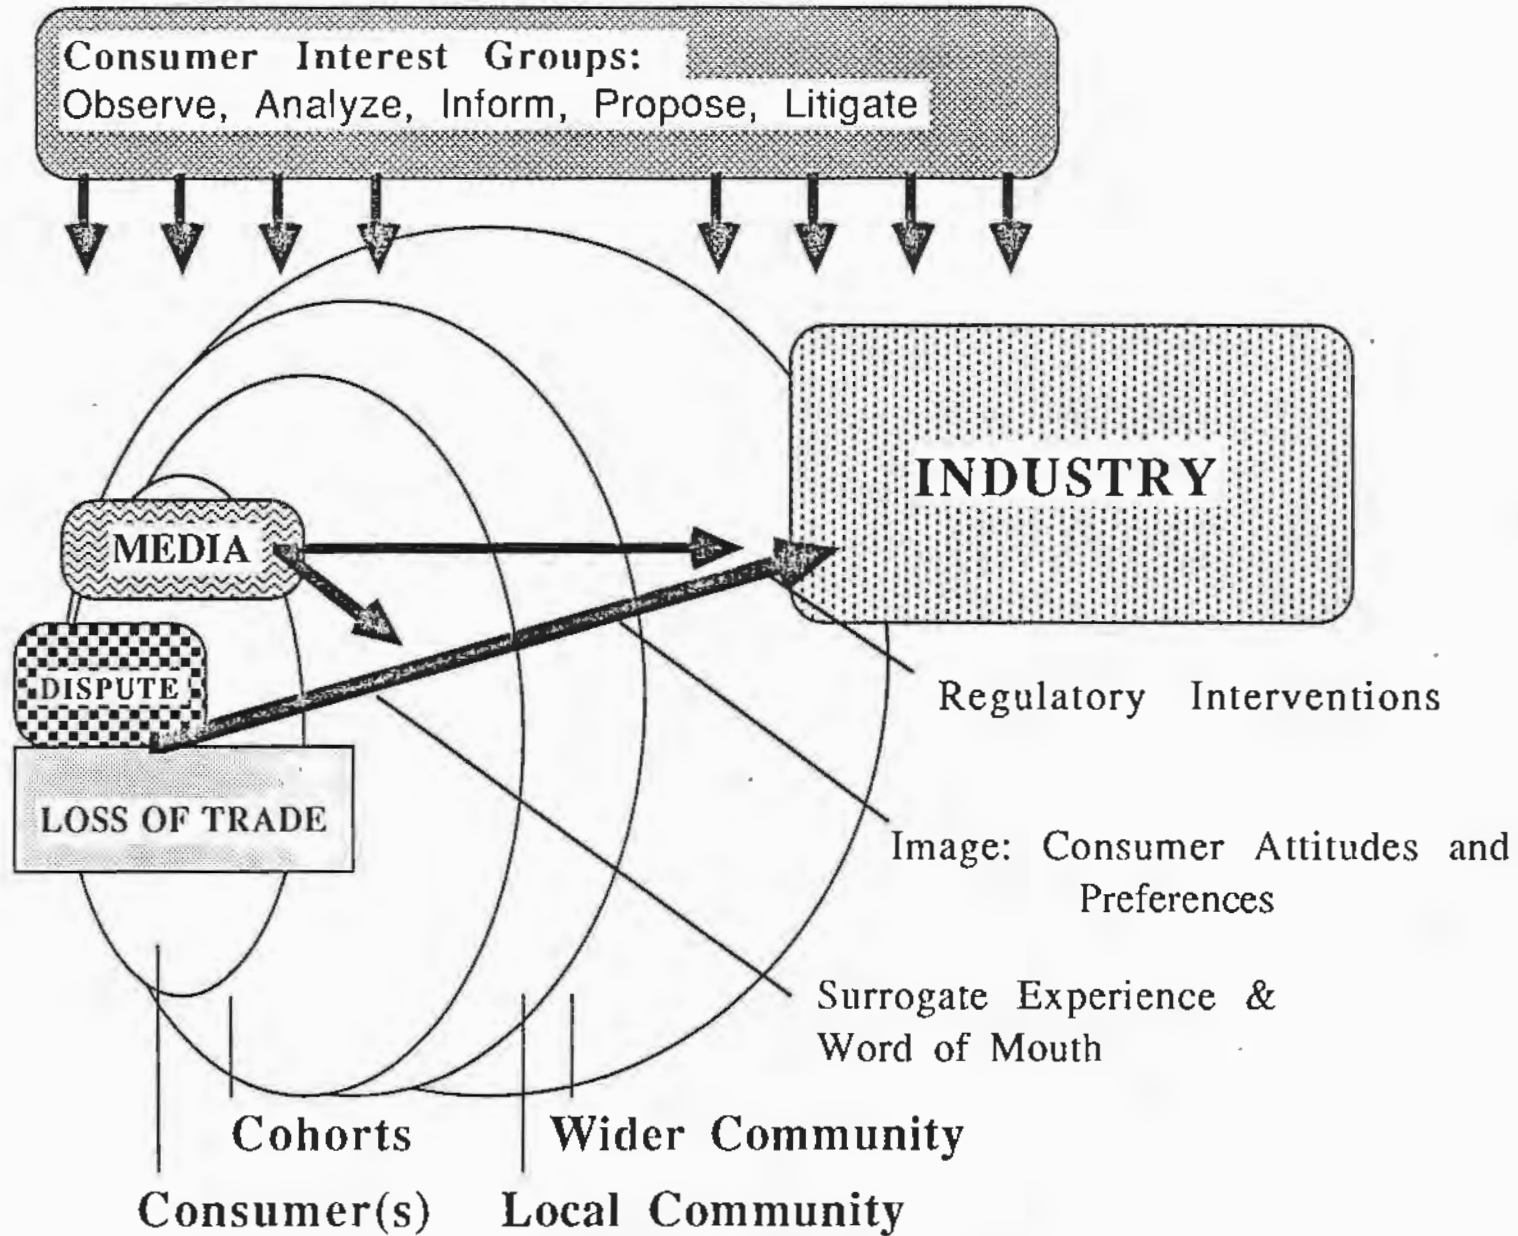 Consumer Interest Groups:
Observe, Analyze, Inform, Propose, Litigate
INDUSTRY
MEDIA
DISPUTE
Regulatory Interventions
LOSS OF TRADE
Image: Consumer Attitudes and
Preferences
Surrogate Experience &
Word of Mouth
Cohorts
Wider Community
Consumer(s)
Local Community